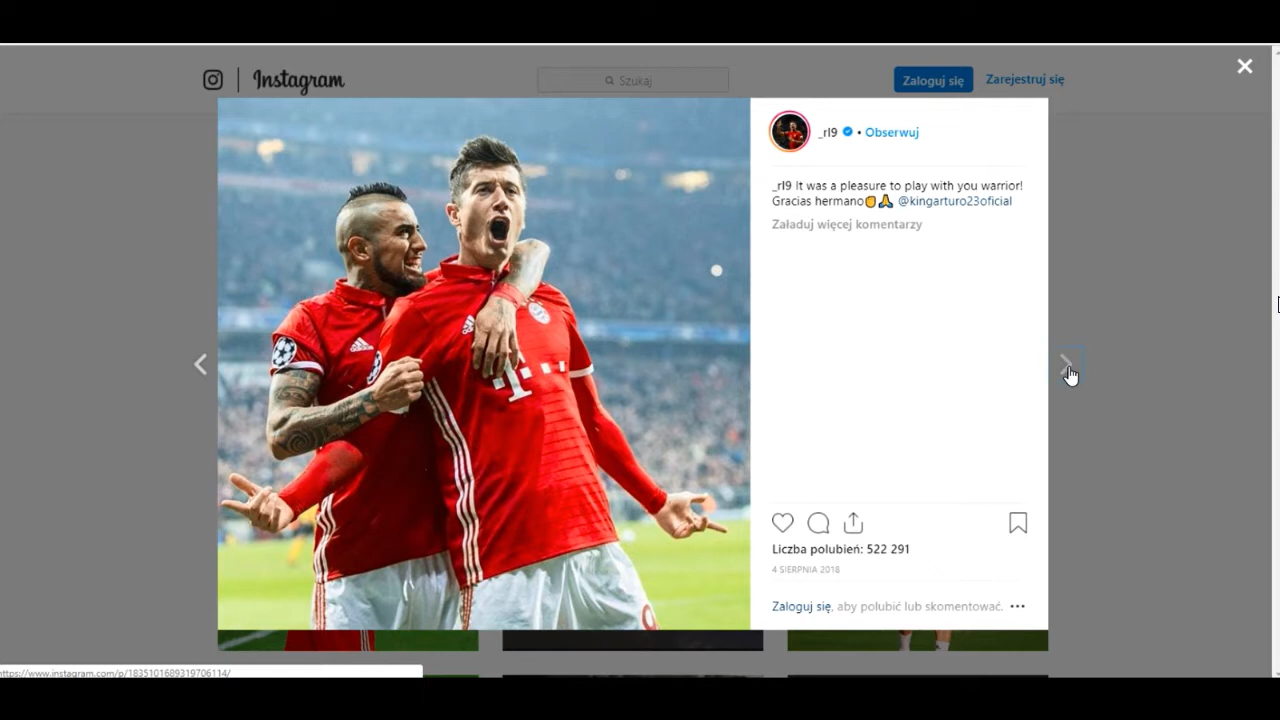 Instagram
Szukaj
Zaloguj się
Zarejestruj się
_rl9 • Obserwuj
_rl9 It was a pleasure to play with you warrior!
Gracias hermano✊🙏 @kingarturo23oficial
Załaduj więcej komentarzy
T
Liczba polubień: 522 291
4 SIERPNIA 2018
Zaloguj się, aby polubić lub skomentować.
https://www.instagram.com/p/1835101689319706114/